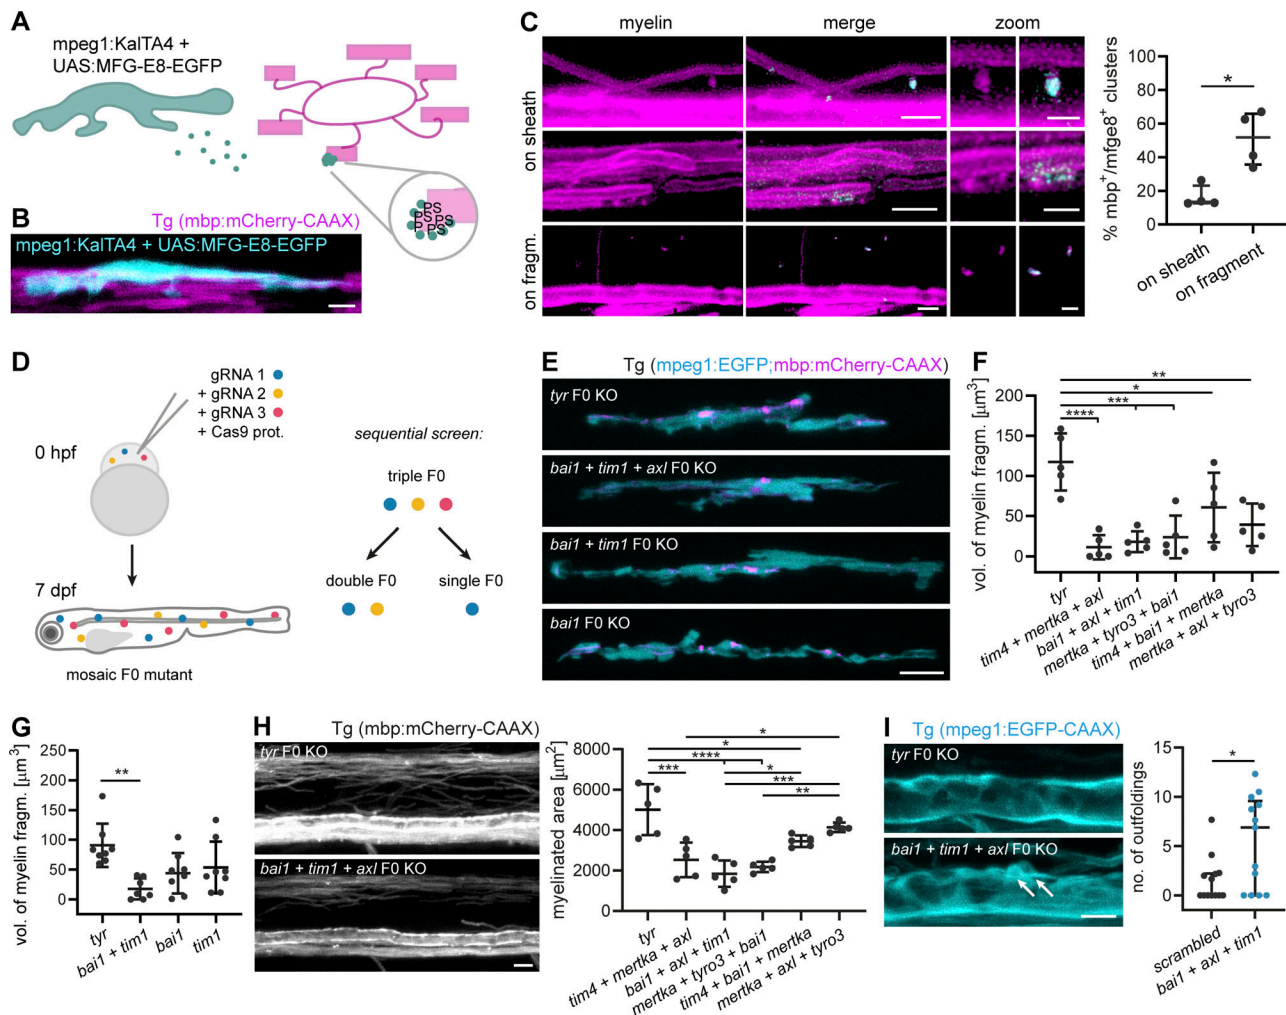 A
mpeg1:KalTA4 +
UAS:MFG-E8-EGFP
PS
PS
PS
PS
PS
B
Tg (mbp:mCherry-CAAX)
mpeg1:KalTA4 + UAS:MFG-E8-EGFP
C
myelin
merge
zoom
on sheath
on fragm.
% mbp⁺/mfge8⁺ clusters
100
80
60
40
20
0
*
on sheath
on fragment
D
gRNA 1
+ gRNA 2
+ gRNA 3
+ Cas9 prot.
0 hpf
7 dpf
mosaic F0 mutant
sequential screen:
triple F0
double F0
single F0
E
Tg (mpeg1:EGFP;mbp:mCherry-CAAX)
tyr F0 KO
bai1 + tim1 + axl F0 KO
bai1 + tim1 F0 KO
bai1 F0 KO
F
vol. of myelin fragm. [µm³]
200
150
100
50
0
**
*
***
****
tyr
tim4 + mertka + axl
bai1 + axl + tim1
mertka + tyro3 + bai1
tim4 + bai1 + mertka
mertka + axl + tyro3
G
vol. of myelin fragm. [µm³]
250
200
150
100
50
0
**
tyr
bai1 + tim1
bai1
tim1
H
Tg (mbp:mCherry-CAAX)
tyr F0 KO
bai1 + tim1 + axl F0 KO
myelinated area [µm²]
8000
6000
4000
2000
0
*
*
****
***
*
***
**
tyr
tim4 + mertka + axl
bai1 + axl + tim1
mertka + tyro3 + bai1
tim4 + bai1 + mertka
mertka + axl + tyro3
I
Tg (mpeg1:EGFP-CAAX)
tyr F0 KO
bai1 + tim1 + axl F0 KO
no. of outfoldings
15
10
5
0
*
scrambled
bai1 + axl + tim1